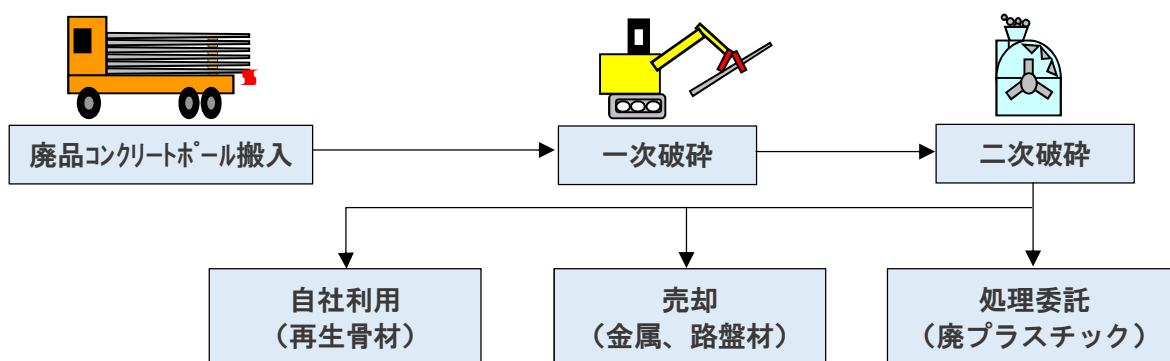 廃品ｺﾝｸﾘｰﾄﾎﾟｰﾙ搬入
一次破砕
二次破砕
自社利用
（再生骨材）
売却
（金属、路盤材）
処理委託
（廃プラスチック）